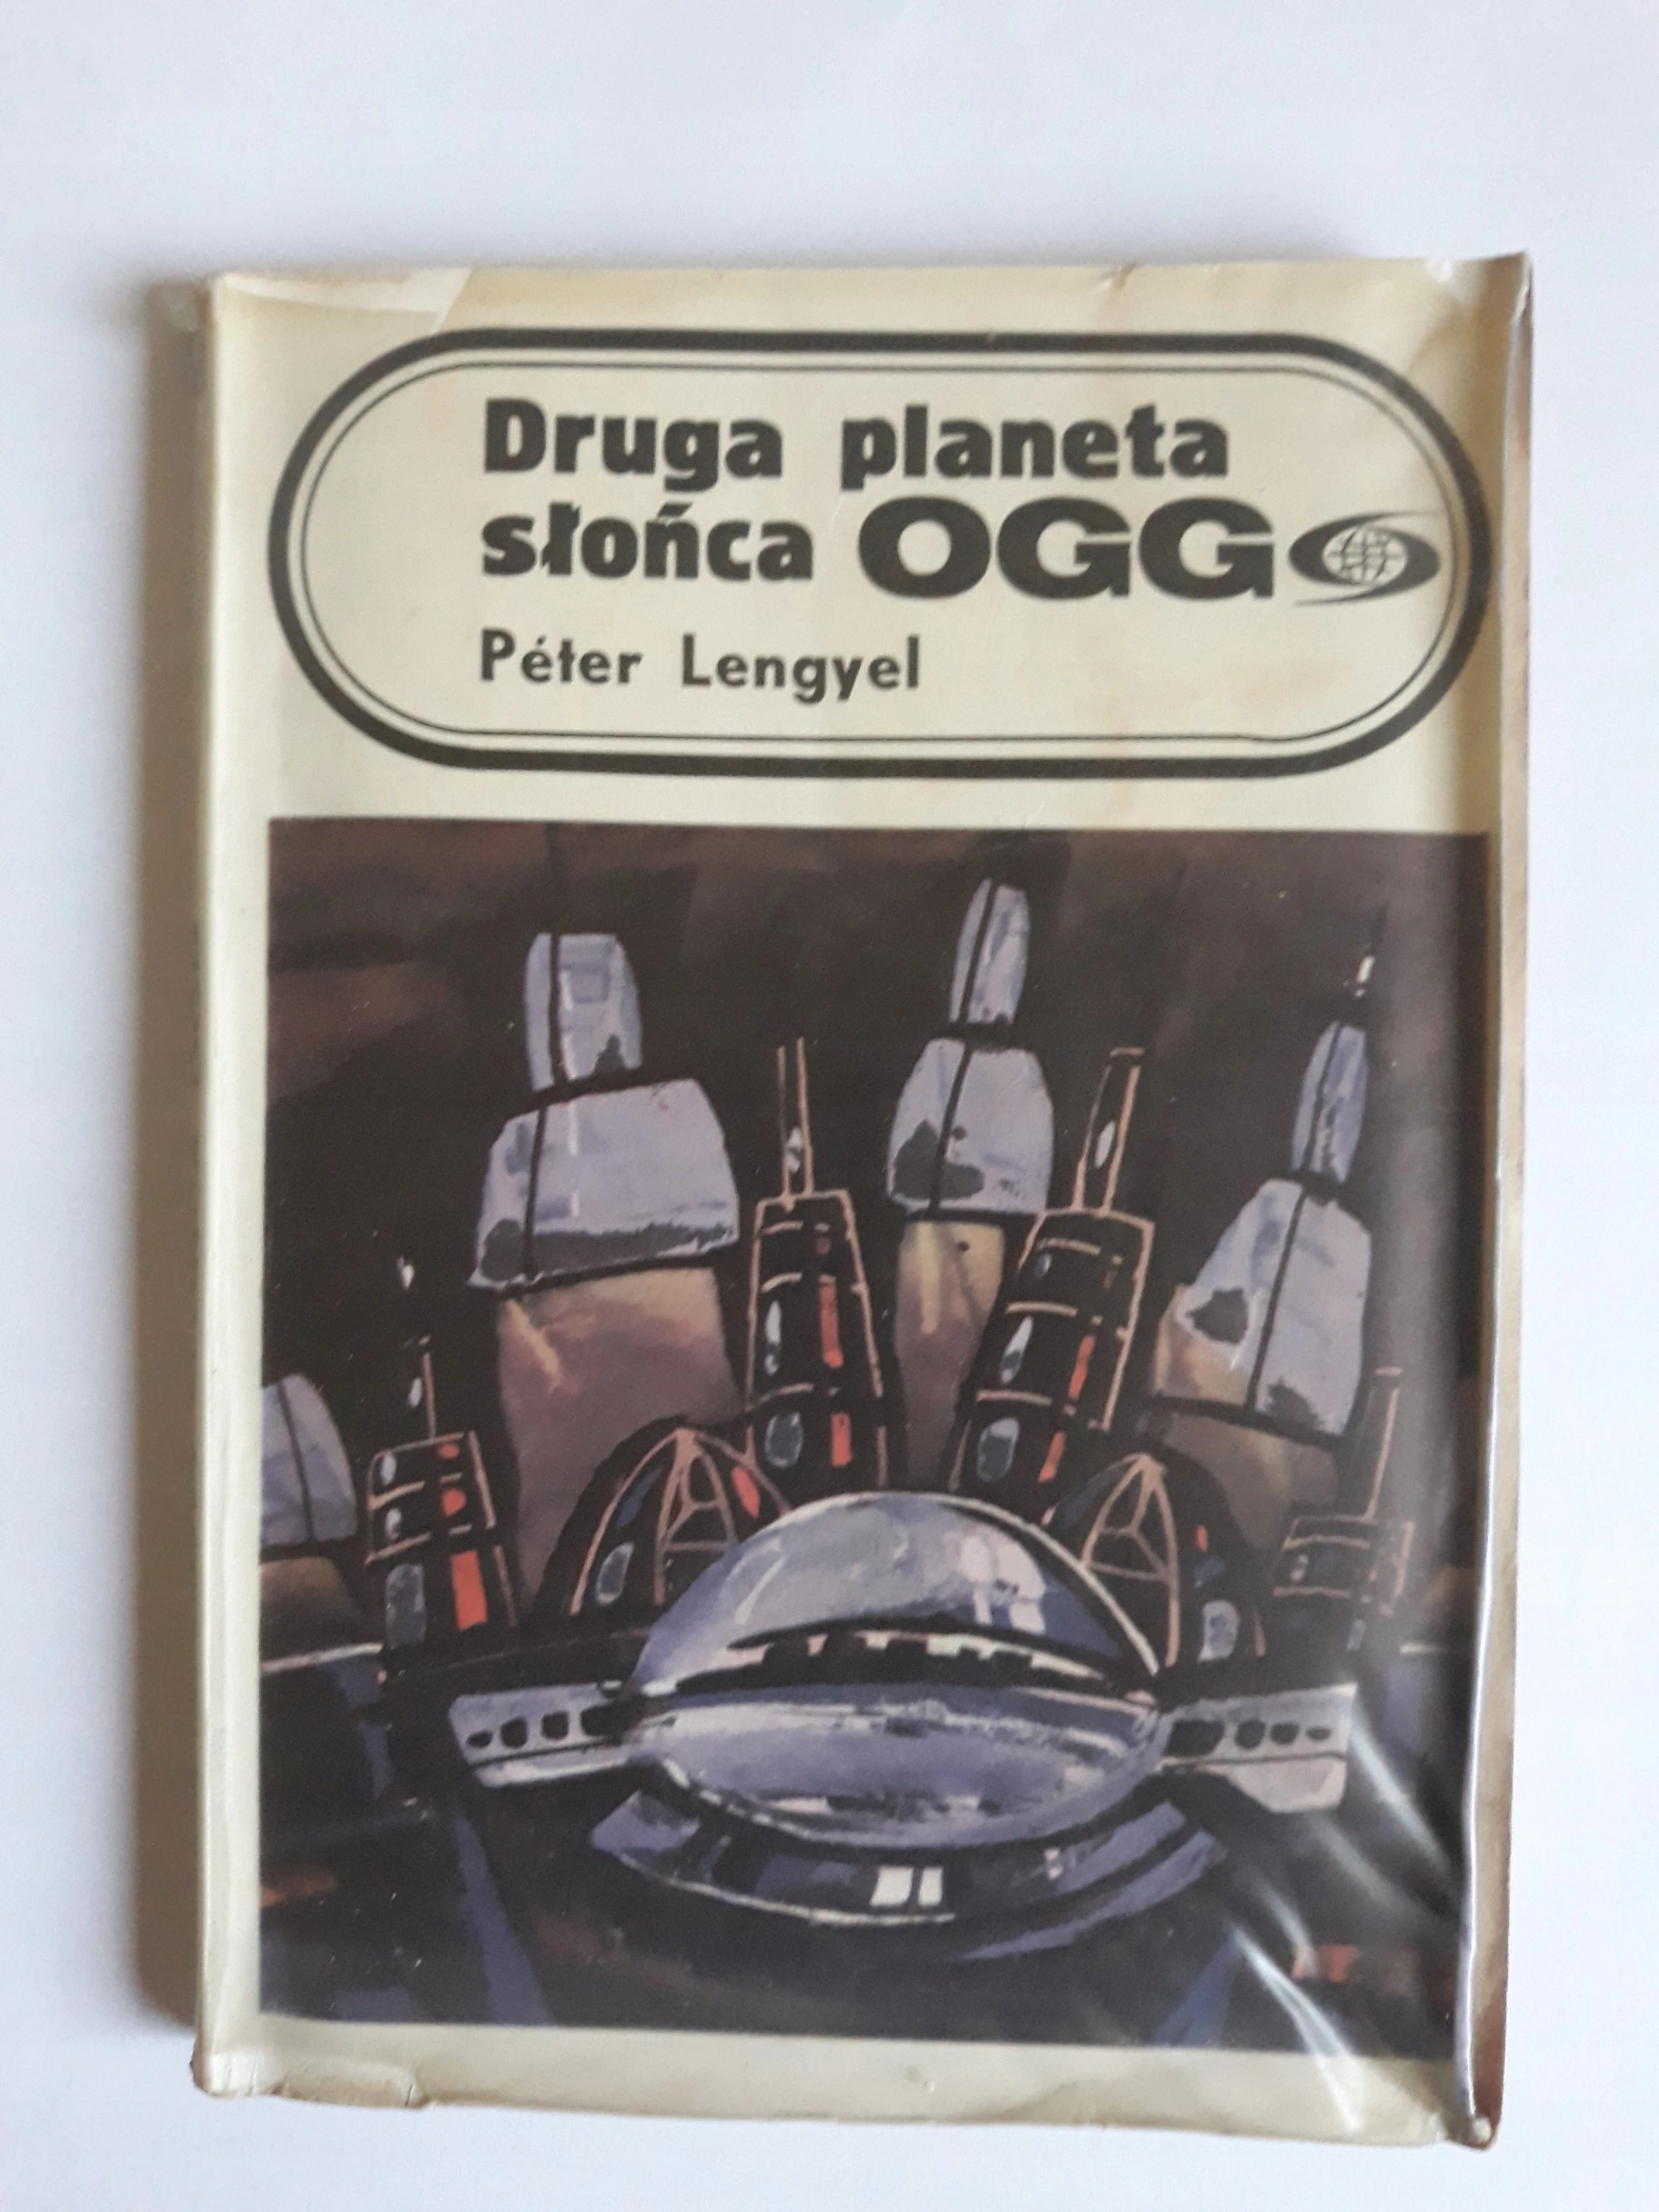 Druga planeta
słońca OGG
Péter Lengyel